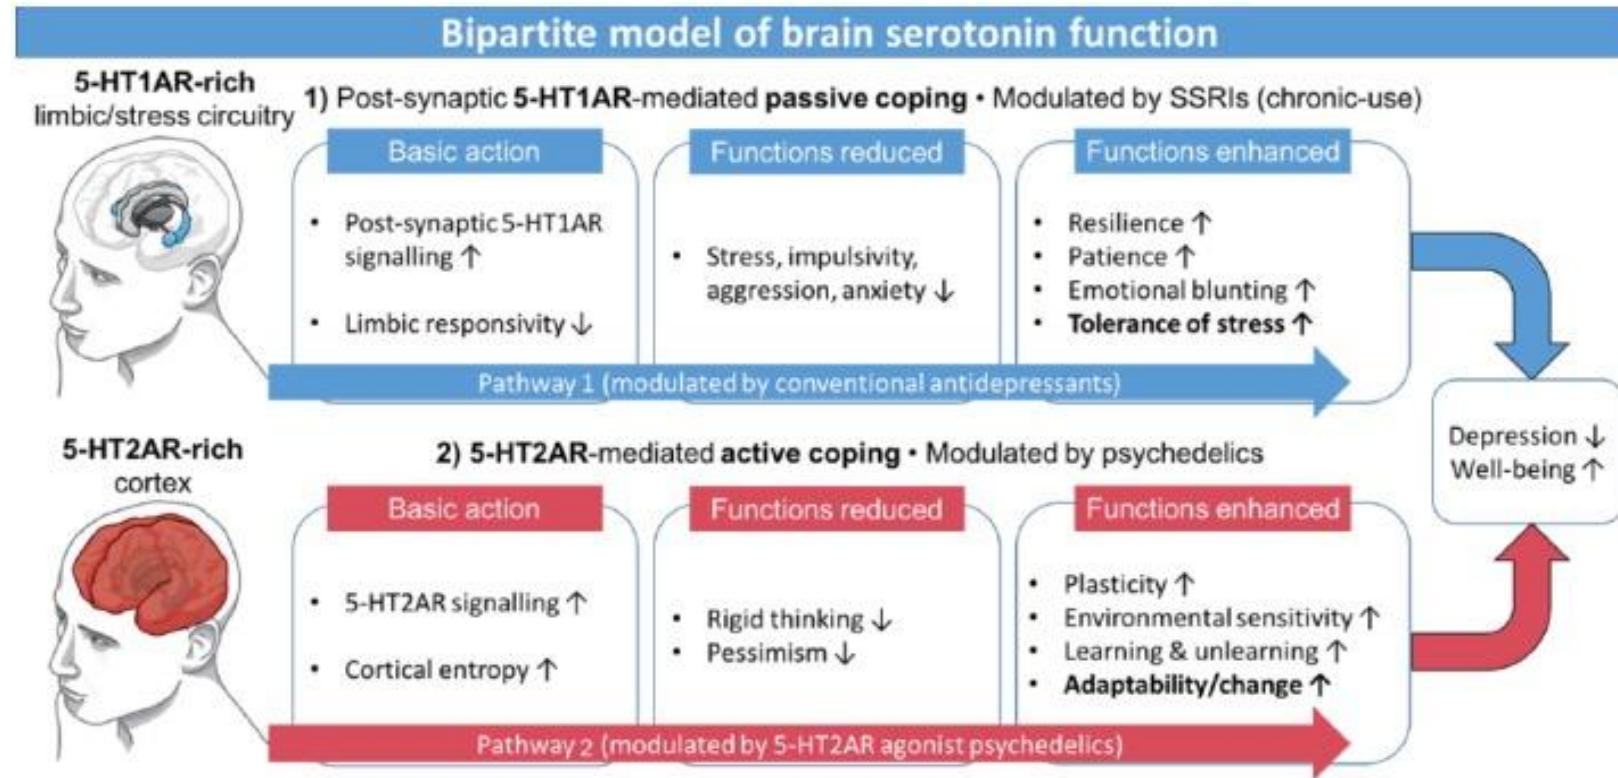 Bipartite model of brain serotonin function
5-HT1AR-rich
limbic/stress circuitry
1) Post-synaptic 5-HT1AR-mediated passive coping • Modulated by SSRIs (chronic-use)
Basic action
• Post-synaptic 5-HT1AR
signalling ↑
• Limbic responsivity ↓
Functions reduced
• Stress, impulsivity,
aggression, anxiety ↓
Functions enhanced
• Resilience ↑
• Patience ↑
• Emotional blunting ↑
• Tolerance of stress ↑
Pathway 1 (modulated by conventional antidepressants)
5-HT2AR-rich
cortex
2) 5-HT2AR-mediated active coping • Modulated by psychedelics
Basic action
• 5-HT2AR signalling ↑
• Cortical entropy ↑
Functions reduced
• Rigid thinking ↓
• Pessimism ↓
Functions enhanced
• Plasticity ↑
• Environmental sensitivity ↑
• Learning & unlearning ↑
• Adaptability/change ↑
Pathway 2 (modulated by 5-HT2AR agonist psychedelics)
Depression ↓
Well-being ↑